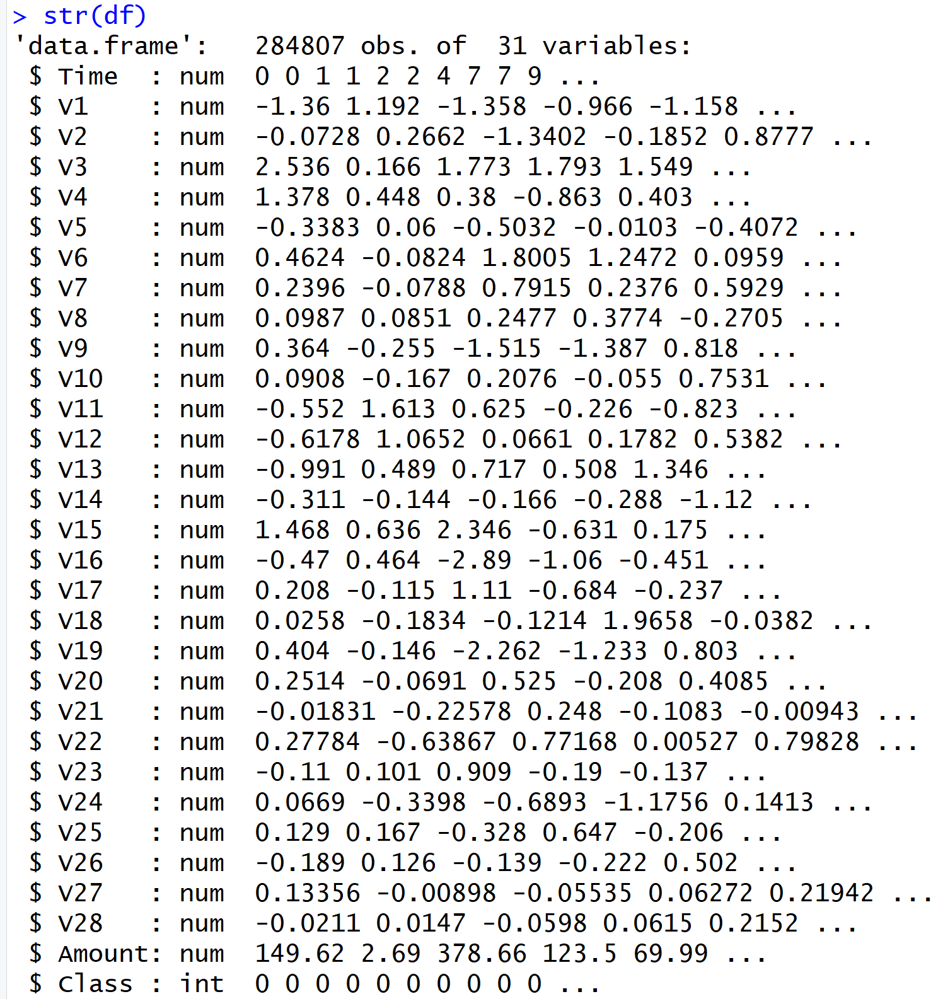 > str(df)
'data.frame':   284807 obs. of  31 variables:
 $ Time  : num  0 0 1 1 2 2 4 7 7 9 ...
 $ V1    : num  -1.36 1.192 -1.358 -0.966 -1.158 ...
 $ V2    : num  -0.0728 0.2662 -1.3402 -0.1852 0.8777 ...
 $ V3    : num  2.536 0.166 1.773 1.793 1.549 ...
 $ V4    : num  1.378 0.448 0.38 -0.863 0.403 ...
 $ V5    : num  -0.3383 0.06 -0.5032 -0.0103 -0.4072 ...
 $ V6    : num  0.4624 -0.0824 1.8005 1.2472 0.0959 ...
 $ V7    : num  0.2396 -0.0788 0.7915 0.2376 0.5929 ...
 $ V8    : num  0.0987 0.0851 0.2477 0.3774 -0.2705 ...
 $ V9    : num  0.364 -0.255 -1.515 -1.387 0.818 ...
 $ V10   : num  0.0908 -0.167 0.2076 -0.055 0.7531 ...
 $ V11   : num  -0.552 1.613 0.625 -0.226 -0.823 ...
 $ V12   : num  -0.6178 1.0652 0.0661 0.1782 0.5382 ...
 $ V13   : num  -0.991 0.489 0.717 0.508 1.346 ...
 $ V14   : num  -0.311 -0.144 -0.166 -0.288 -1.12 ...
 $ V15   : num  1.468 0.636 2.346 -0.631 0.175 ...
 $ V16   : num  -0.47 0.464 -2.89 -1.06 -0.451 ...
 $ V17   : num  0.208 -0.115 1.11 -0.684 -0.237 ...
 $ V18   : num  0.0258 -0.1834 -0.1214 1.9658 -0.0382 ...
 $ V19   : num  0.404 -0.146 -2.262 -1.233 0.803 ...
 $ V20   : num  0.2514 -0.0691 0.525 -0.208 0.4085 ...
 $ V21   : num  -0.01831 -0.22578 0.248 -0.1083 -0.00943 ...
 $ V22   : num  0.27784 -0.63867 0.77168 0.00527 0.79828 ...
 $ V23   : num  -0.11 0.101 0.909 -0.19 -0.137 ...
 $ V24   : num  0.0669 -0.3398 -0.6893 -1.1756 0.1413 ...
 $ V25   : num  0.129 0.167 -0.328 0.647 -0.206 ...
 $ V26   : num  -0.189 0.126 -0.139 -0.222 0.502 ...
 $ V27   : num  0.13356 -0.00898 -0.05535 0.06272 0.21942 ...
 $ V28   : num  -0.0211 0.0147 -0.0598 0.0615 0.2152 ...
 $ Amount: num  149.62 2.69 378.66 123.5 69.99 ...
 $ Class : int  0 0 0 0 0 0 0 0 0 0 ...